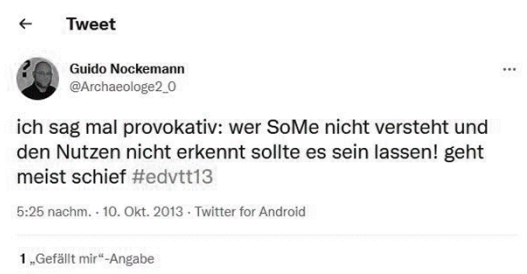 Tweet
Guido Nockemann
@Archaeologe2_0
ich sag mal provokativ: wer SoMe nicht versteht und
den Nutzen nicht erkennt sollte es sein lassen! geht
meist schief #edvtt13
5:25 nachm. · 10. Okt. 2013 · Twitter for Android
1 „Gefällt mir“-Angabe